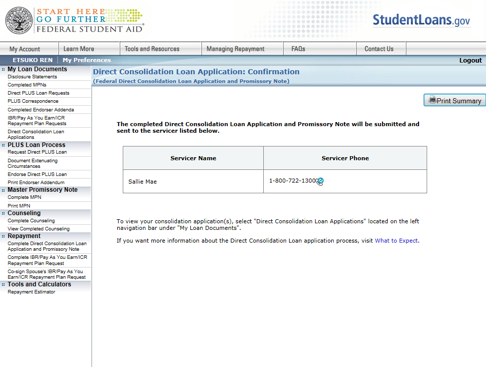 START HERE
GO FURTHER
FEDERAL STUDENT AID
StudentLoans.gov
My Account
Learn More
Tools and Resources
Managing Repayment
FAQs
Contact Us
ETSUKO REN
My Preferences
Logout
My Loan Documents
Disclosure Statements
Completed MPNs
Direct PLUS Loan Requests
PLUS Correspondence
Completed Endorser Addenda
IBR/Pay As You Earn/ICR
Repayment Plan Requests
Direct Consolidation Loan
Applications
PLUS Loan Process
Request Direct PLUS Loan
Document Extenuating
Circumstances
Endorse Direct PLUS Loan
Print Endorser Addendum
Master Promissory Note
Complete MPN
Print MPN
Counseling
Complete Counseling
View Completed Counseling
Repayment
Complete Direct Consolidation Loan
Application and Promissory Note
Complete IBR/Pay As You Earn/ICR
Repayment Plan Request
Co-sign Spouse's IBR/Pay As You
Earn/ICR Repayment Plan Request
Tools and Calculators
Repayment Estimator
Direct Consolidation Loan Application: Confirmation
(Federal Direct Consolidation Loan Application and Promissory Note)
Print Summary
The completed Direct Consolidation Loan Application and Promissory Note will be submitted and
sent to the servicer listed below.
Servicer Name
Servicer Phone
Sallie Mae
1-800-722-1300
To view your consolidation application(s), select "Direct Consolidation Loan Applications" located on the left
navigation bar under "My Loan Documents".
If you want more information about the Direct Consolidation Loan application process, visit What to Expect.